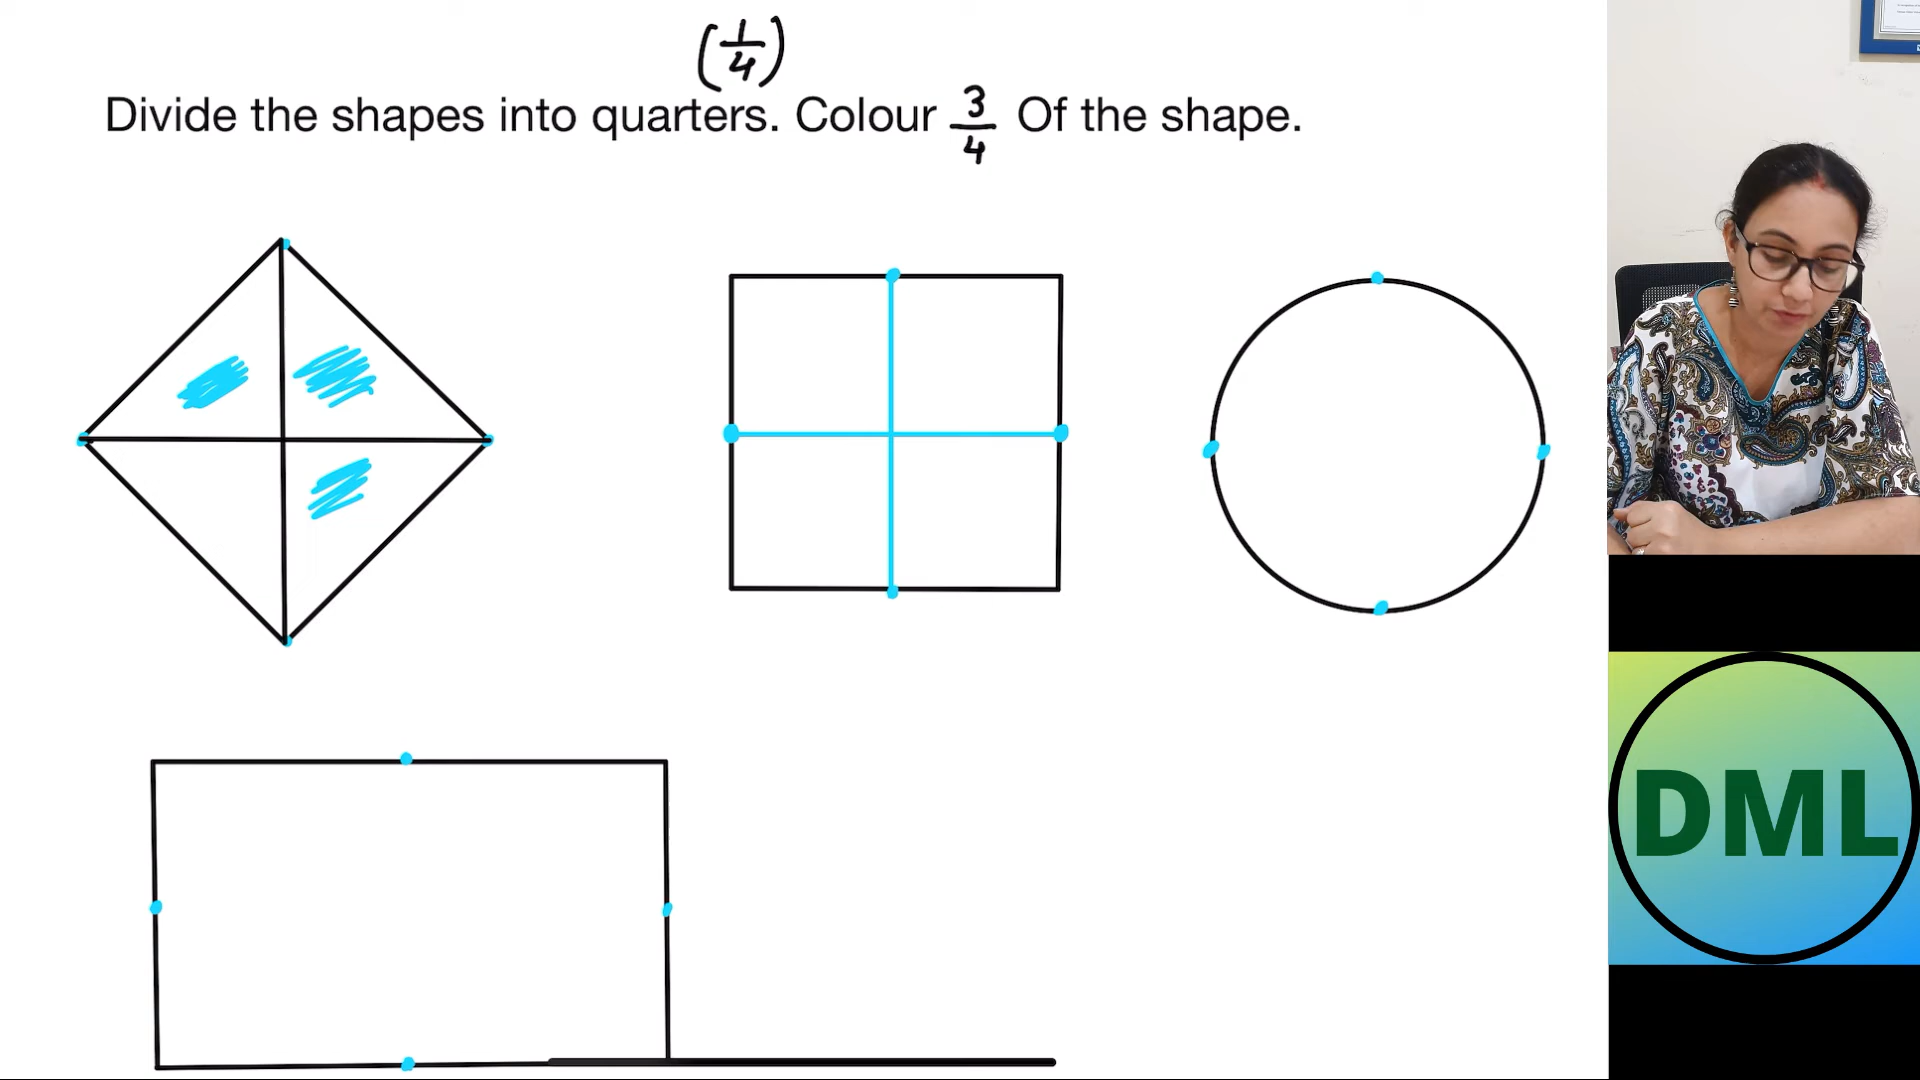 (1/4)
Divide the shapes into quarters. Colour 3/4 Of the shape.
DML